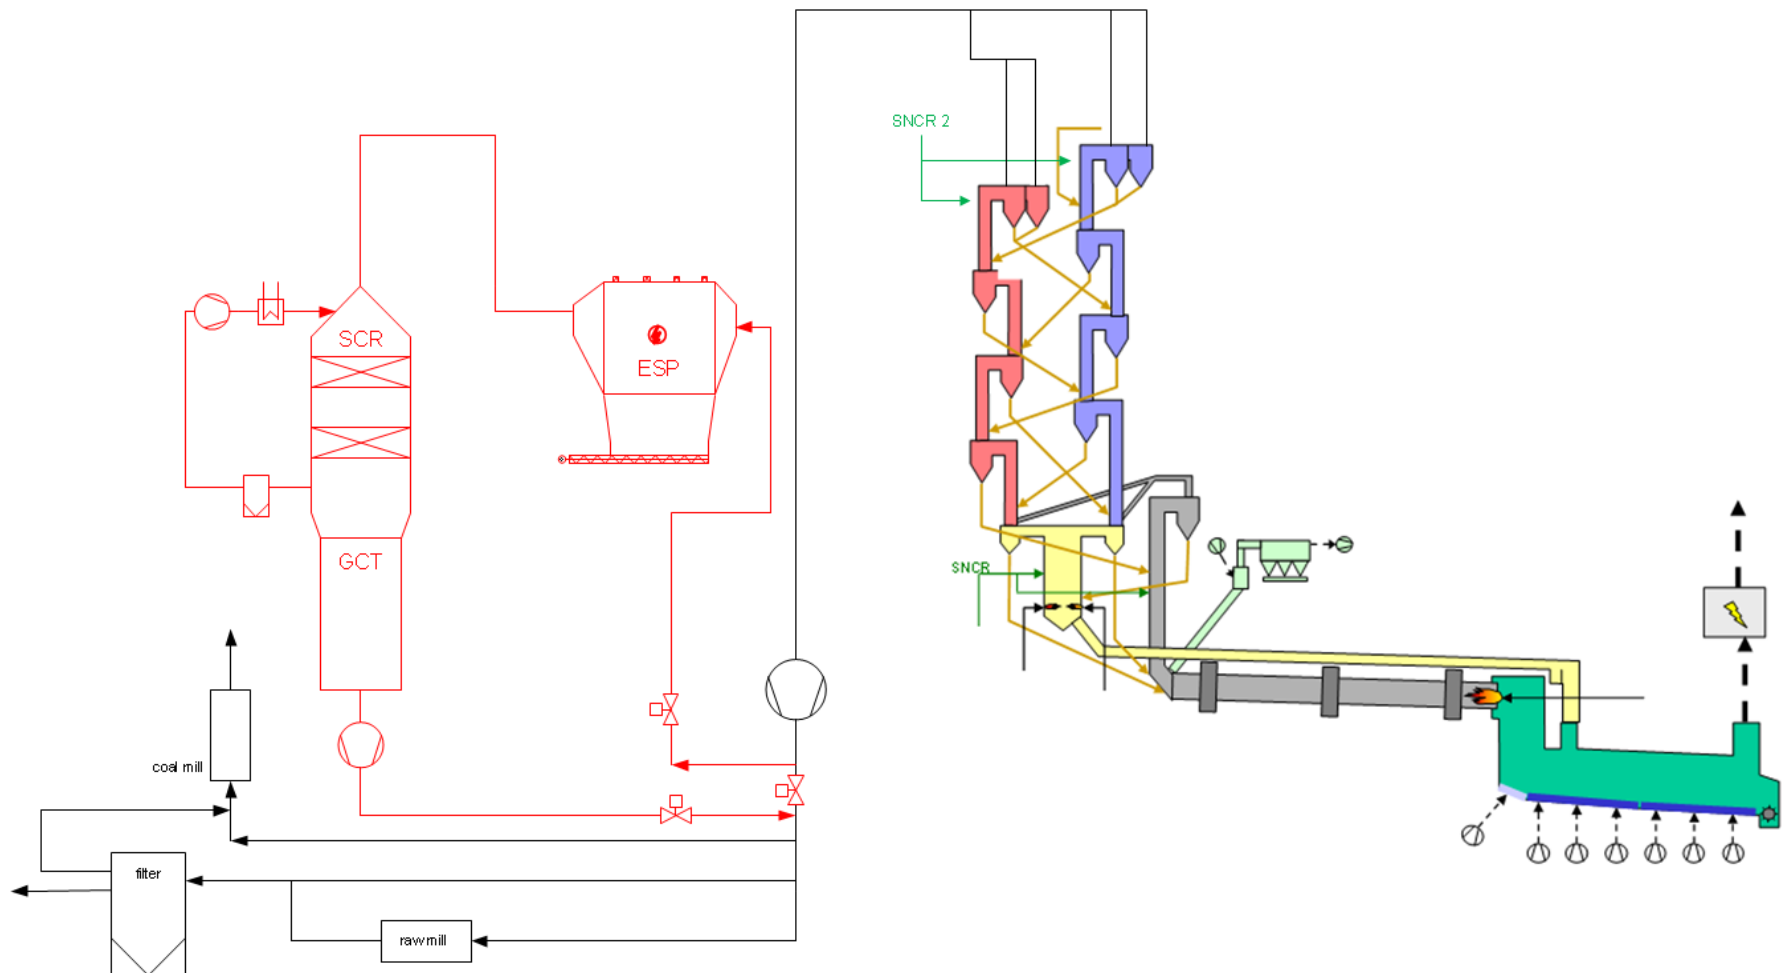 SNCR 2
SCR
ESP
GCT
SNCR
coal mill
filter
raw mill